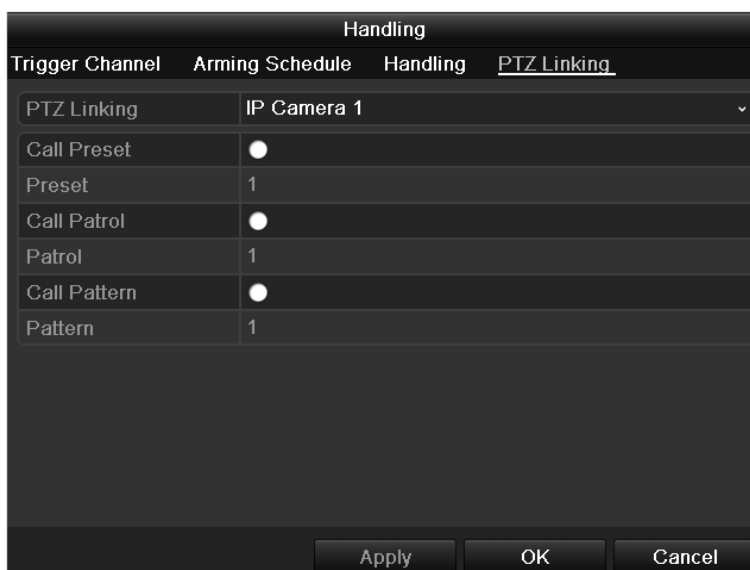 Handling
Trigger Channel Arming Schedule Handling PTZ Linking
PTZ Linking IP Camera 1
Call Preset
Preset 1
Call Patrol
Patrol 1
Call Pattern
Pattern 1
Apply OK Cancel